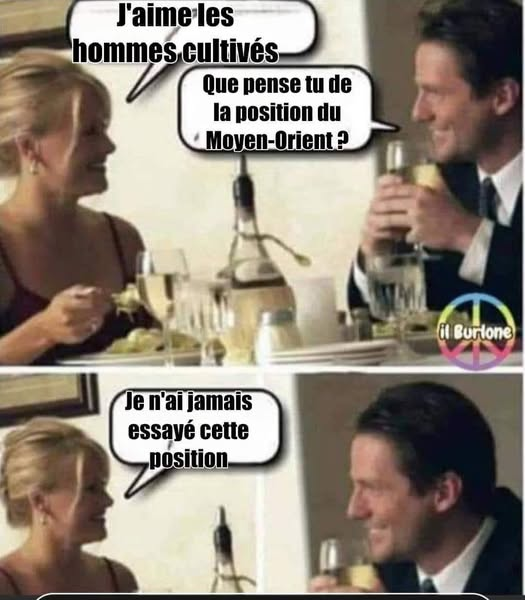 J'aime les
hommes cultivés
Que pense tu de
la position du
Moyen-Orient ?
il Burlone
Je n'ai jamais
essayé cette
position